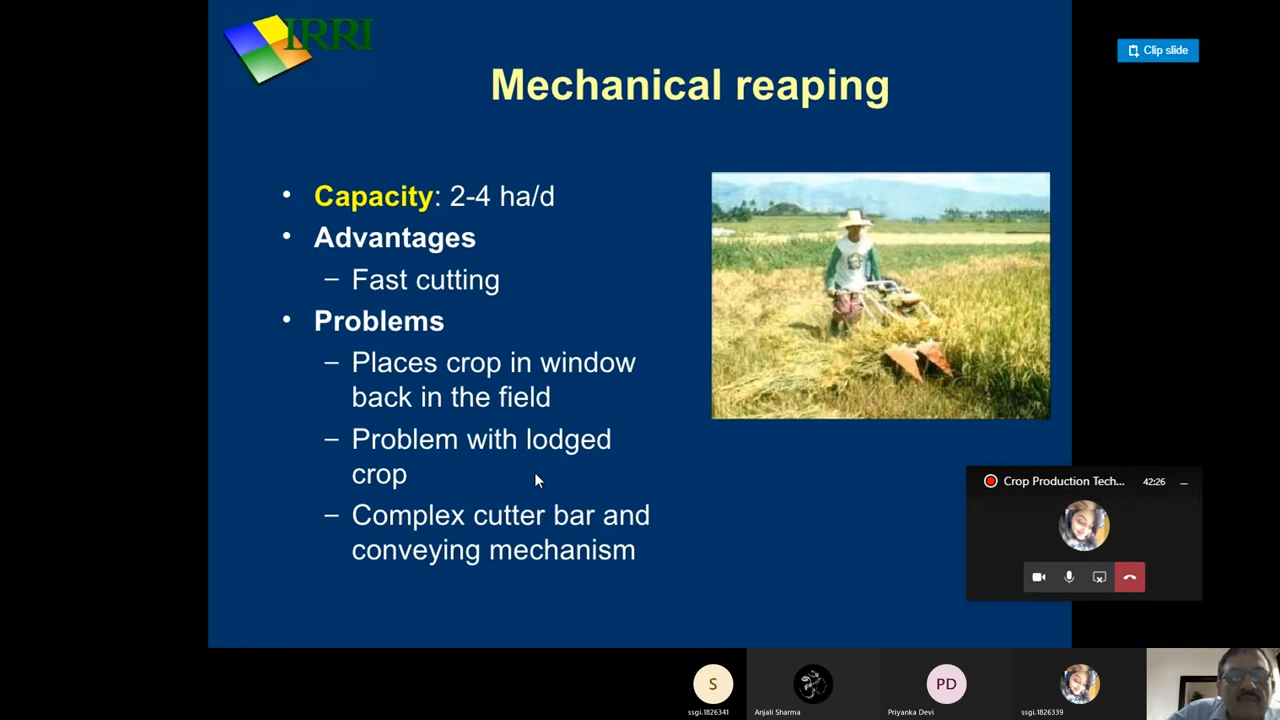 IRRI
Clip slide
Mechanical reaping
• Capacity: 2-4 ha/d
• Advantages
– Fast cutting
• Problems
– Places crop in window
back in the field
– Problem with lodged
crop
– Complex cutter bar and
conveying mechanism
Crop Production Tech... 42:26
S
PD
ssgi.1826341
Anjali Sharma
Priyanka Devi
ssgi.1826339